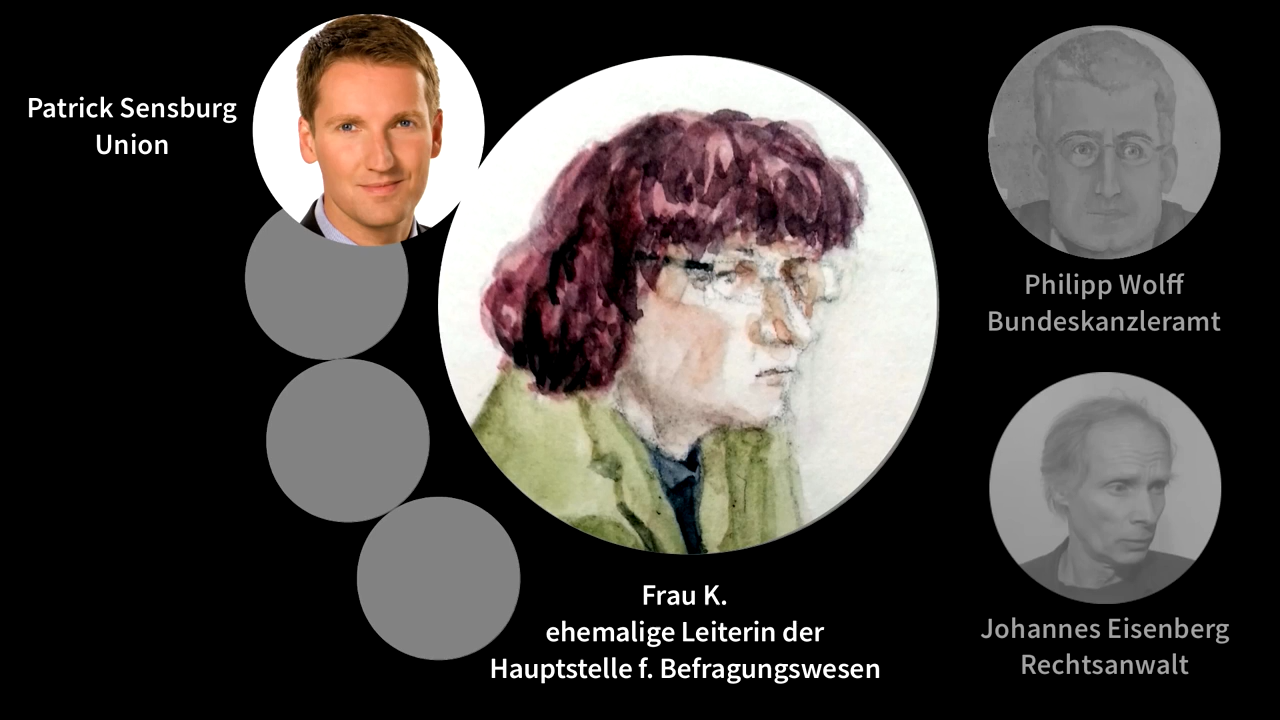 Patrick Sensburg
Union
Frau K.
ehemalige Leiterin der
Hauptstelle f. Befragungswesen
Philipp Wolff
Bundeskanzleramt
Johannes Eisenberg
Rechtsanwalt